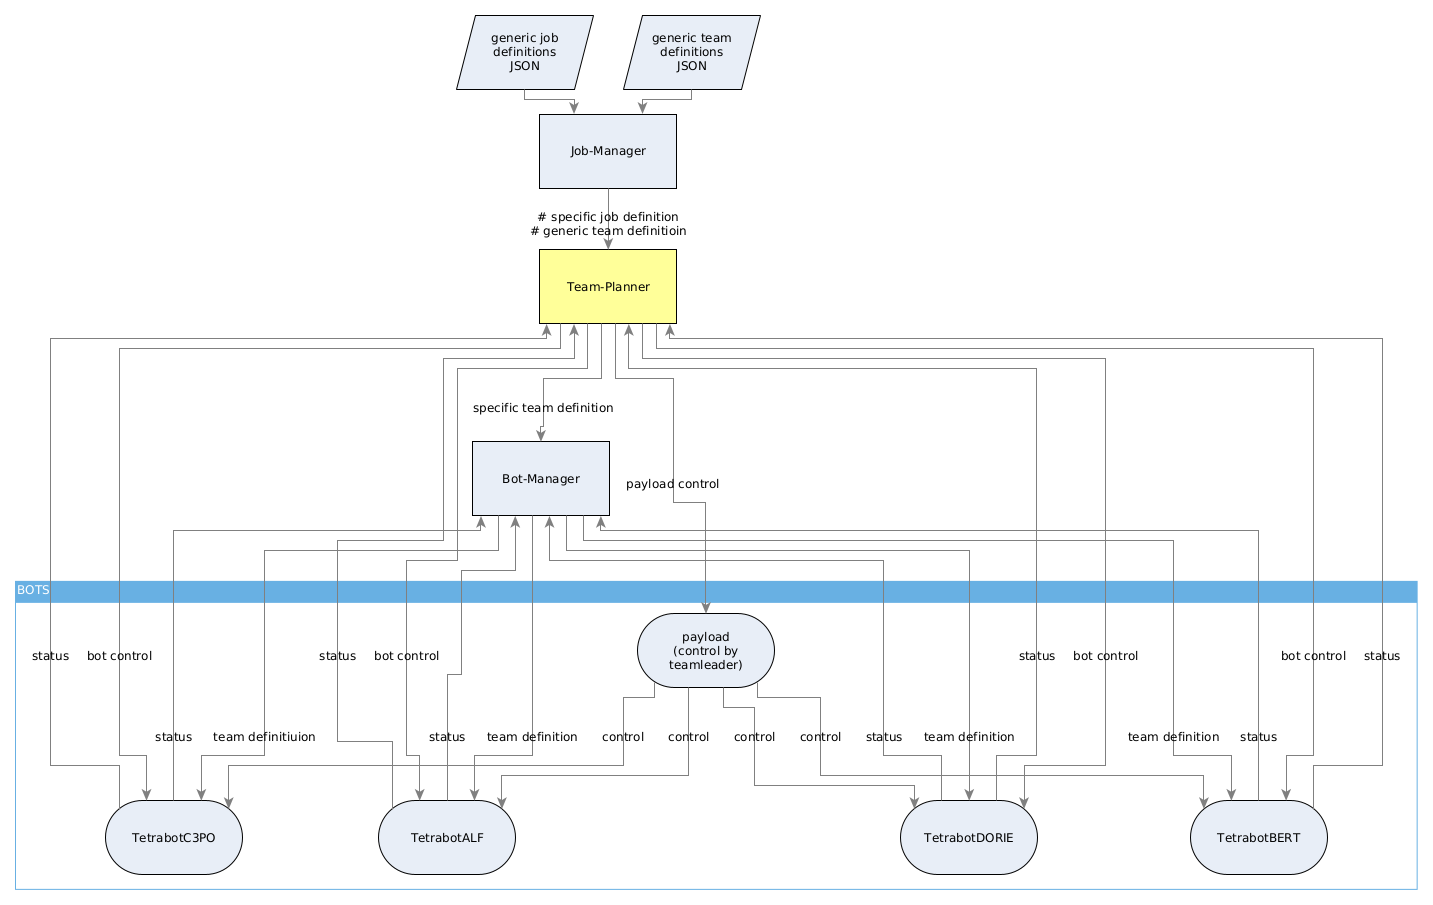 generic job
definitions
JSON
generic team
definitions
JSON
Job-Manager
# specific job definition
# generic team definitioin
Team-Planner
specific team definition
Bot-Manager
payload control
BOTS
payload
(control by
teamleader)
status
bot control
status
bot control
status
bot control
bot control
status
status
team definitiuion
status
team definition
control
control
control
control
status
team definition
team definition
status
TetrabotC3PO
TetrabotALF
TetrabotDORIE
TetrabotBERT